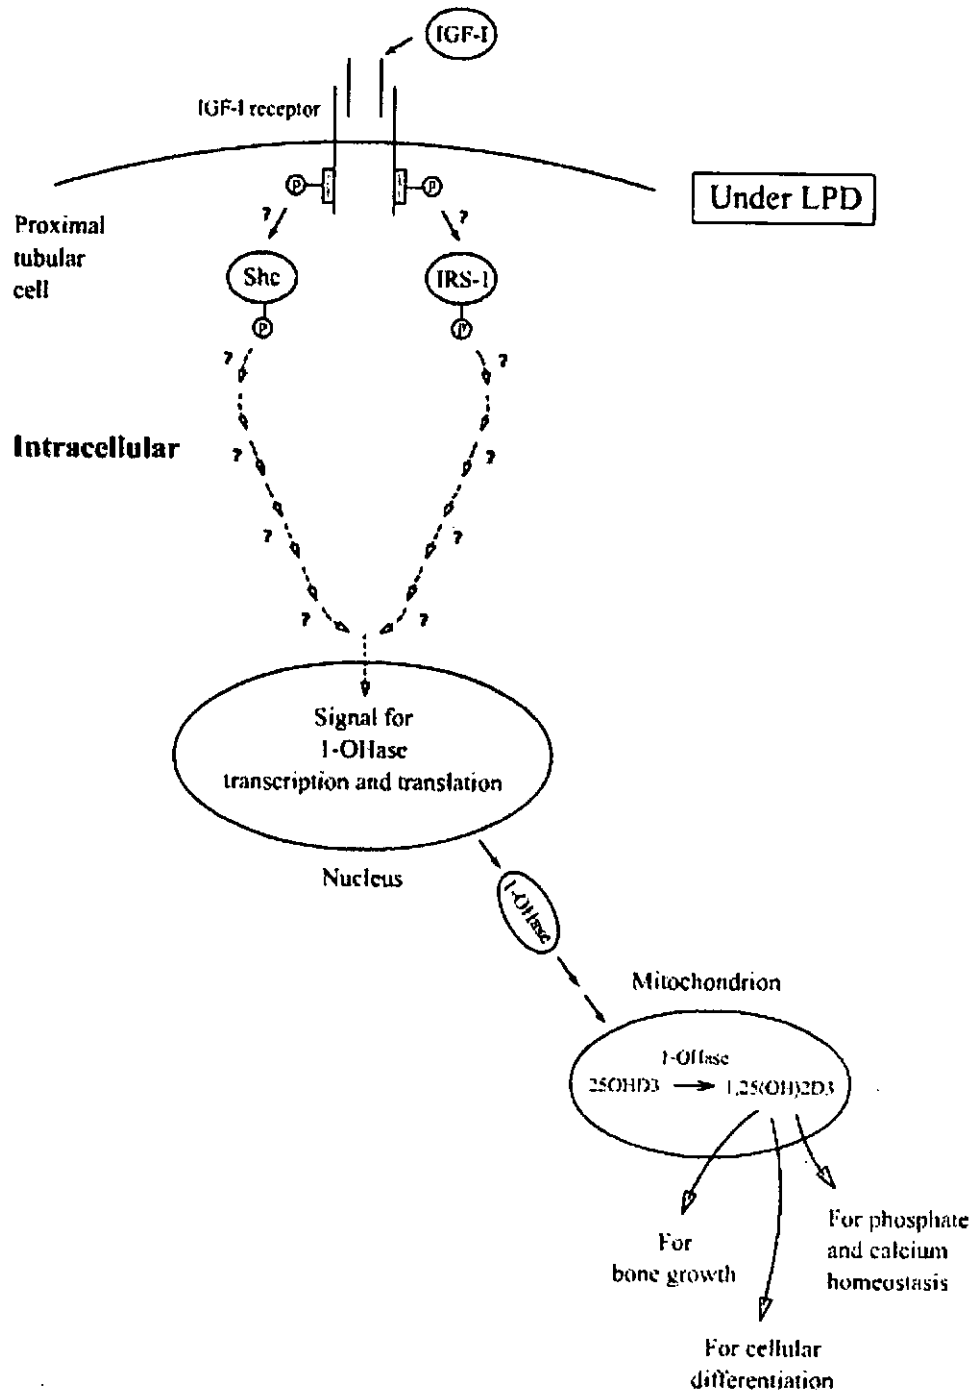 IGF-I
IGF-I receptor
P
P
Under LPD
?
?
Proximal
tubular
cell
Shc
IRS-1
P
P
?
?
Intracellular
?
?
?
?
?
?
Signal for
1-OHase
transcription and translation
Nucleus
1-OHase
Mitochondrion
1-OHase
25OHD3
1,25(OH)2D3
For
bone growth
For phosphate
and calcium
homeostasis
For cellular
differentiation